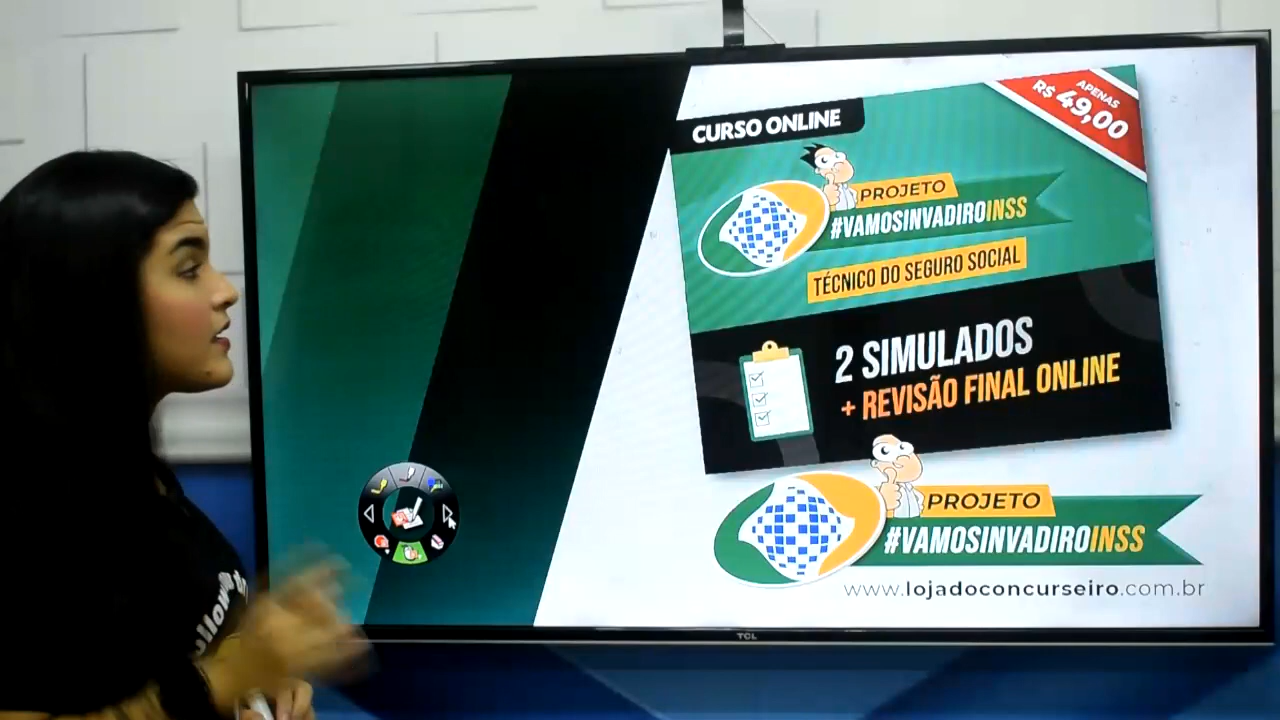 CURSO ONLINE
APENAS
R$ 49,00
PROJETO
#VAMOSINVADIROINSS
TÉCNICO DO SEGURO SOCIAL
2 SIMULADOS
+ REVISÃO FINAL ONLINE
PROJETO
#VAMOSINVADIROINSS
www.lojadoconcurseiro.com.br
TCL